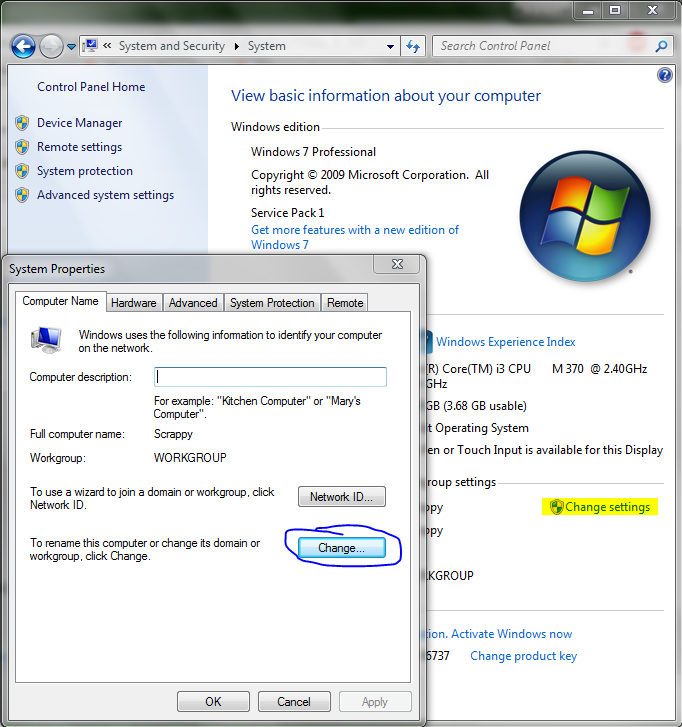 « System and Security ▸ System
Search Control Panel
Control Panel Home
Device Manager
Remote settings
System protection
Advanced system settings
View basic information about your computer
Windows edition
Windows 7 Professional
Copyright © 2009 Microsoft Corporation. All
rights reserved.
Service Pack 1
Get more features with a new edition of
Windows 7
System Properties
Computer Name Hardware Advanced System Protection Remote
Windows uses the following information to identify your computer
on the network.
Computer description:
For example: "Kitchen Computer" or "Mary's
Computer".
Full computer name: Scrappy
Workgroup: WORKGROUP
To use a wizard to join a domain or workgroup, click
Network ID.
Network ID...
To rename this computer or change its domain or
workgroup, click Change.
Change...
OK Cancel Apply
Windows Experience Index
(R) Core(TM) i3 CPU M 370 @ 2.40GHz
GHz
GB (3.68 GB usable)
t Operating System
en or Touch Input is available for this Display
roup settings
ppy
Change settings
ppy
KGROUP
tion. Activate Windows now
6737 Change product key